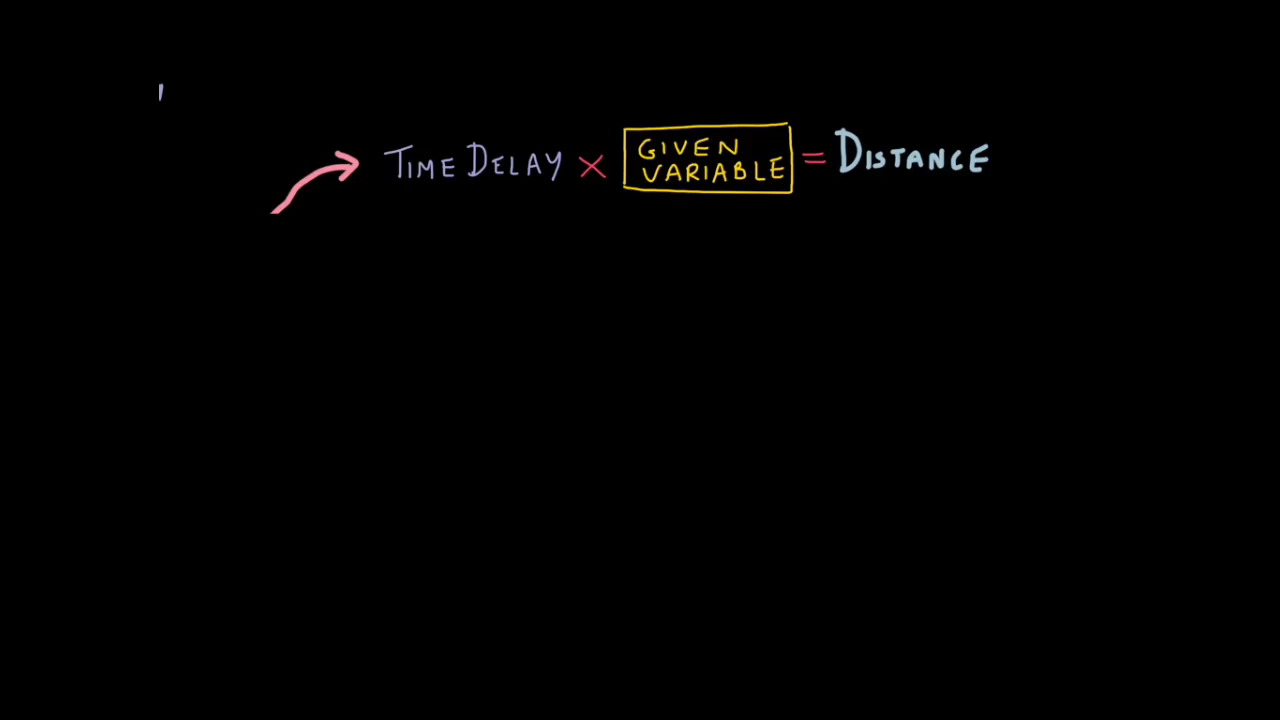 TIME DELAY × GIVEN VARIABLE = DISTANCE